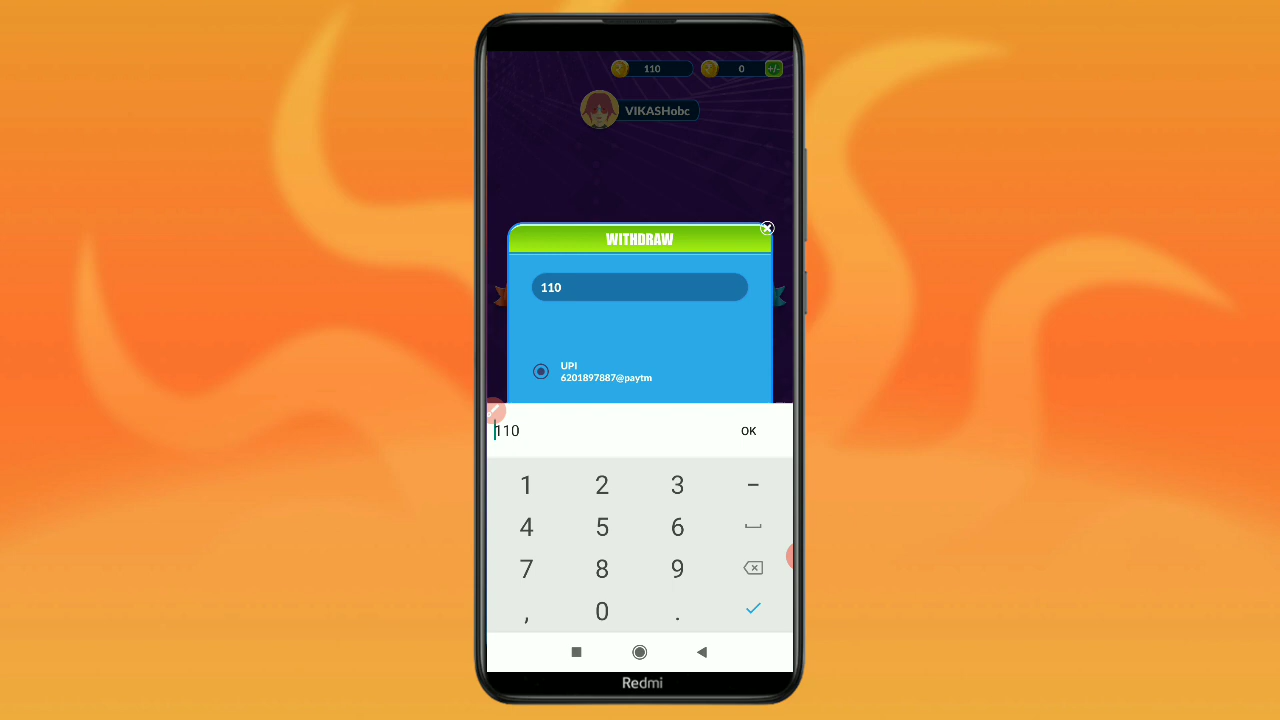 110
0
+/-
VIKASHobc
WITHDRAW
110
UPI
6201897887@paytm
110
OK
1 2 3 –
4 5 6
7 8 9
, 0 .
Redmi